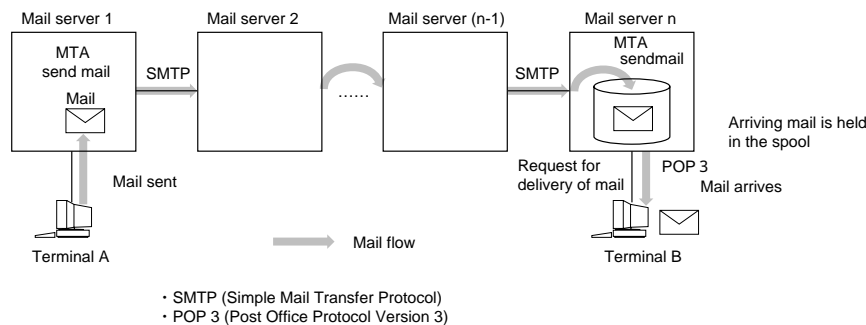 Mail server 1
Mail server 2
Mail server (n-1)
Mail server n
MTA
send mail
Mail
SMTP
......
SMTP
MTA
sendmail
Arriving mail is held
in the spool
Mail sent
Request for
delivery of mail
POP 3
Mail arrives
Terminal A
Mail flow
Terminal B
・SMTP (Simple Mail Transfer Protocol)
・POP 3 (Post Office Protocol Version 3)